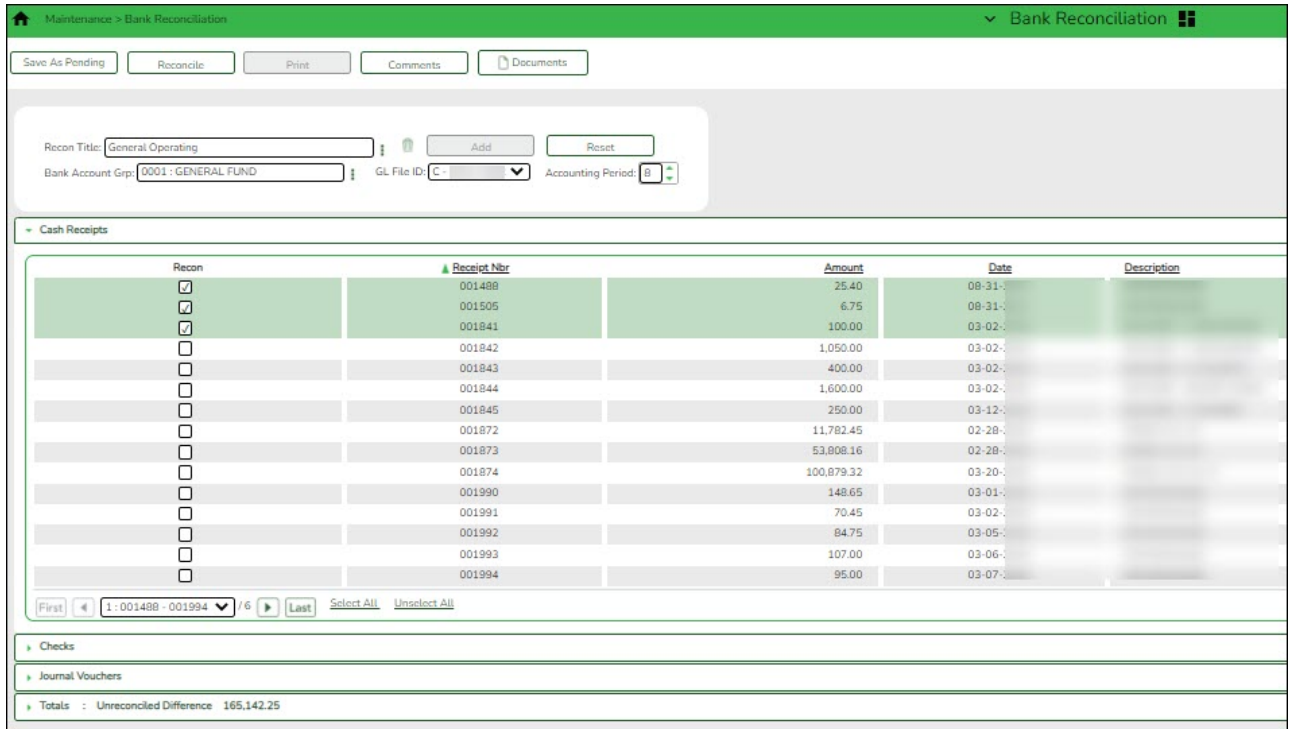 Maintenance > Bank Reconciliation Bank Reconciliation
Save As Pending Reconcile Print Comments Documents
Recon Title: General Operating Add Reset
Bank Account Grp: 0001 : GENERAL FUND GL File ID: C - Accounting Period: 8
Cash Receipts
Recon Receipt Nbr Amount Date Description
001488 25.40 08-31-
001505 6.75 08-31-
001841 100.00 03-02-
001842 1,050.00 03-02-
001843 400.00 03-02-
001844 1,600.00 03-02-
001845 250.00 03-12-
001872 11,782.45 02-28-
001873 53,808.16 02-28-
001874 100,879.32 03-20-
001990 148.65 03-01-
001991 70.45 03-02-
001992 84.75 03-05-
001993 107.00 03-06-
001994 95.00 03-07-
First 1 : 001488 - 001994 / 6 Last Select All Unselect All
Checks
Journal Vouchers
Totals : Unreconciled Difference 165,142.25